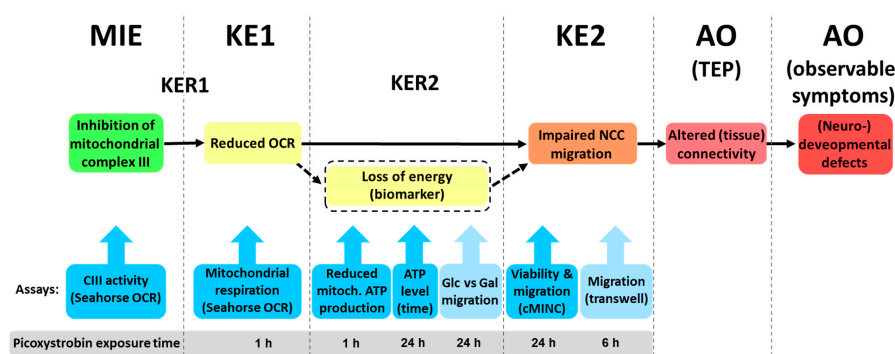 MIE
KE1
KE2
AO
(TEP)
AO
(observable
symptoms)
KER1
KER2
Inhibition of
mitochondrial
complex III
Reduced OCR
Impaired NCC
migration
Altered (tissue)
connectivity
(Neuro-)
deveopmental
defects
Loss of energy
(biomarker)
Assays:
CIII activity
(Seahorse OCR)
Mitochondrial
respiration
(Seahorse OCR)
Reduced
mitoch. ATP
production
ATP
level
(time)
Glc vs Gal
migration
Viability &
migration
(cMINC)
Migration
(transwell)
Picoxystrobin exposure time
1 h
1 h
24 h
24 h
24 h
6 h